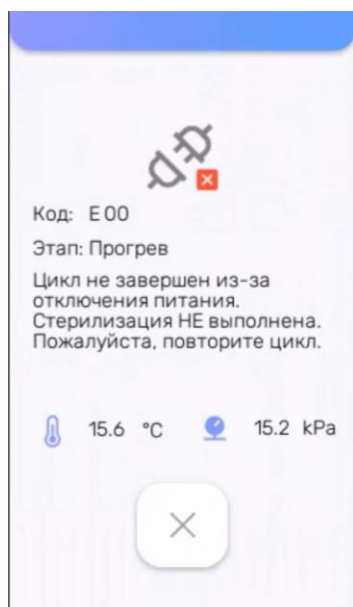 Код: E 00
Этап: Прогрев
Цикл не завершен из-за
отключения питания.
Стерилизация НЕ выполнена.
Пожалуйста, повторите цикл.
15.6 °C 15.2 kPa